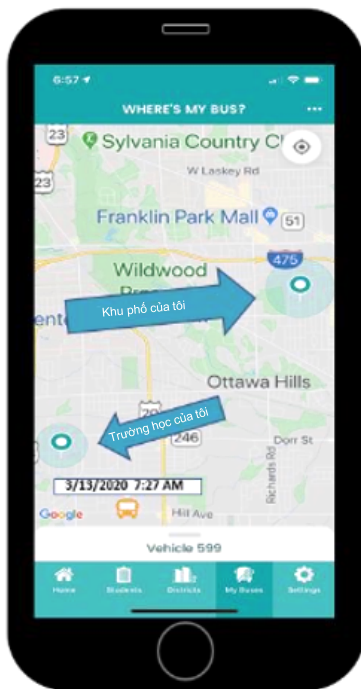 6:57
WHERE'S MY BUS?
23
Sylvania Country C
W Laskey Rd
23
Franklin Park Mall
51
475
Wildwood
Khu phố của tôi
Ottawa Hills
Trường học của tôi
246
Dorr St
Richards Rd
3/13/2020 7:27 AM
Google
Hill Ave
Vehicle 599
Home
Students
Districts
My Buses
Settings